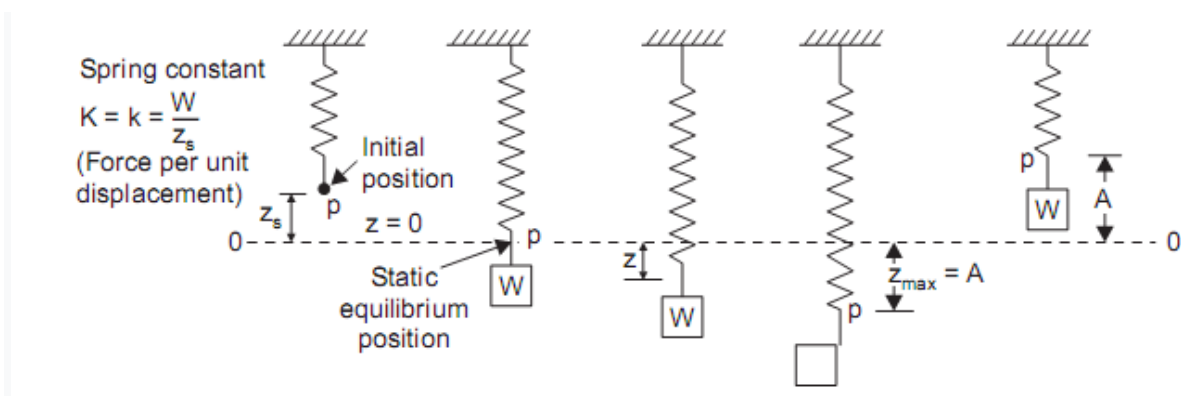 Spring constant
K = k = W
z_s
(Force per unit
displacement)
Initial
position
p
z_s
z = 0
0
p
Static
equilibrium
position
W
z
W
z_max = A
p
p
W
A
0